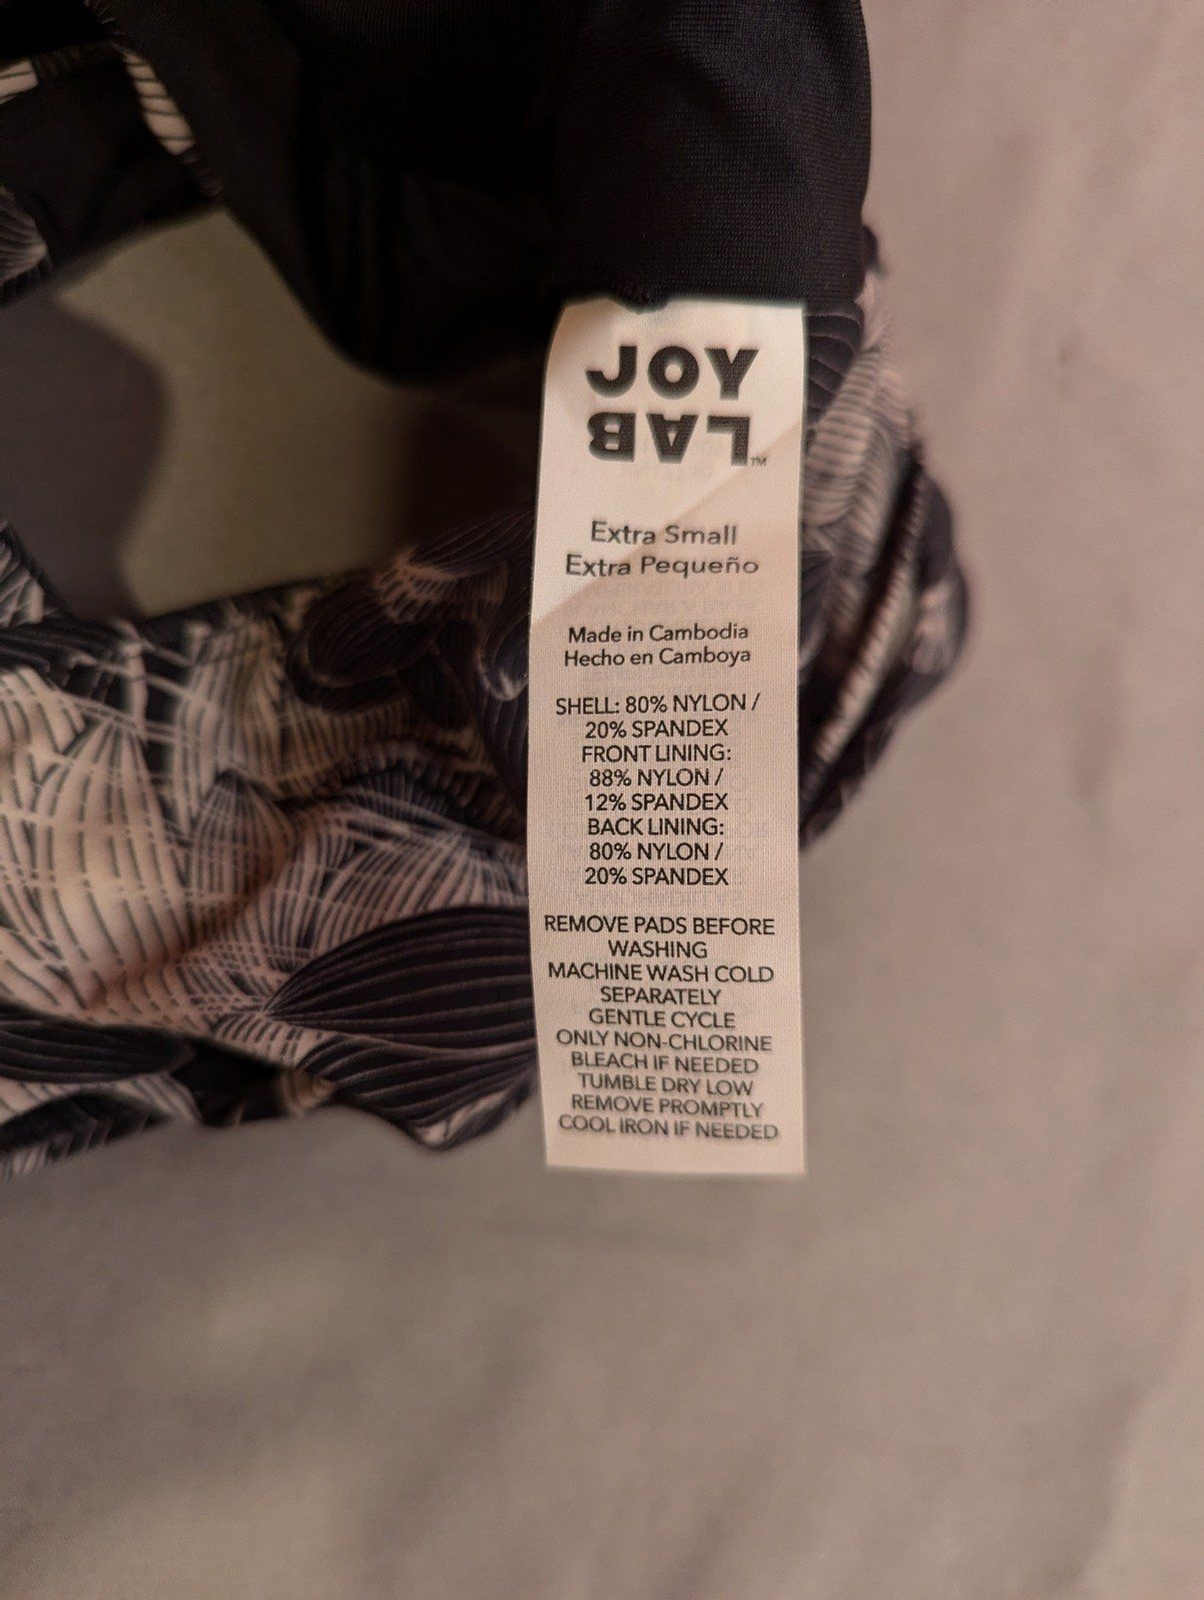 JOY
LAB™
Extra Small
Extra Pequeño
Made in Cambodia
Hecho en Camboya
SHELL: 80% NYLON /
20% SPANDEX
FRONT LINING:
88% NYLON /
12% SPANDEX
BACK LINING:
80% NYLON /
20% SPANDEX
REMOVE PADS BEFORE
WASHING
MACHINE WASH COLD
SEPARATELY
GENTLE CYCLE
ONLY NON-CHLORINE
BLEACH IF NEEDED
TUMBLE DRY LOW
REMOVE PROMPTLY
COOL IRON IF NEEDED